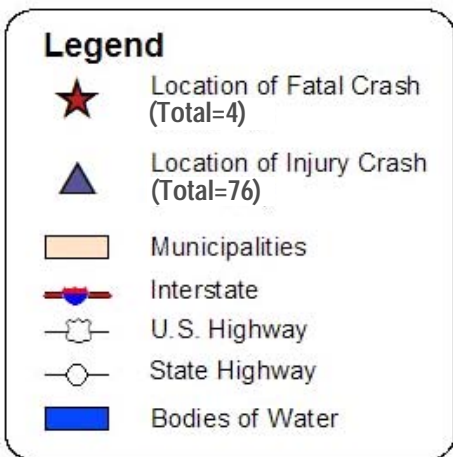 Legend
Location of Fatal Crash
(Total=4)
Location of Injury Crash
(Total=76)
Municipalities
Interstate
U.S. Highway
State Highway
Bodies of Water